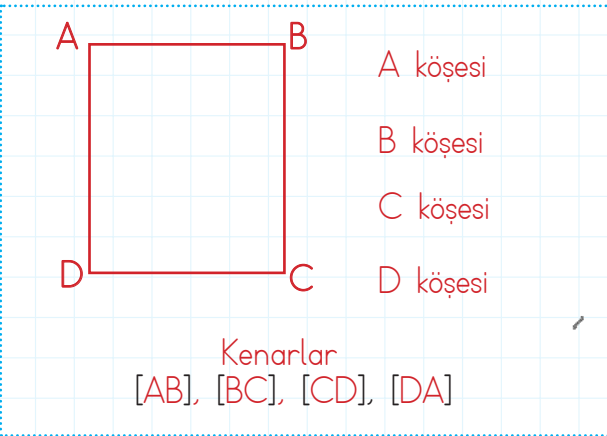 A B
A köşesi
B köşesi
C köşesi
D C
D köşesi
Kenarlar
[AB], [BC], [CD], [DA]